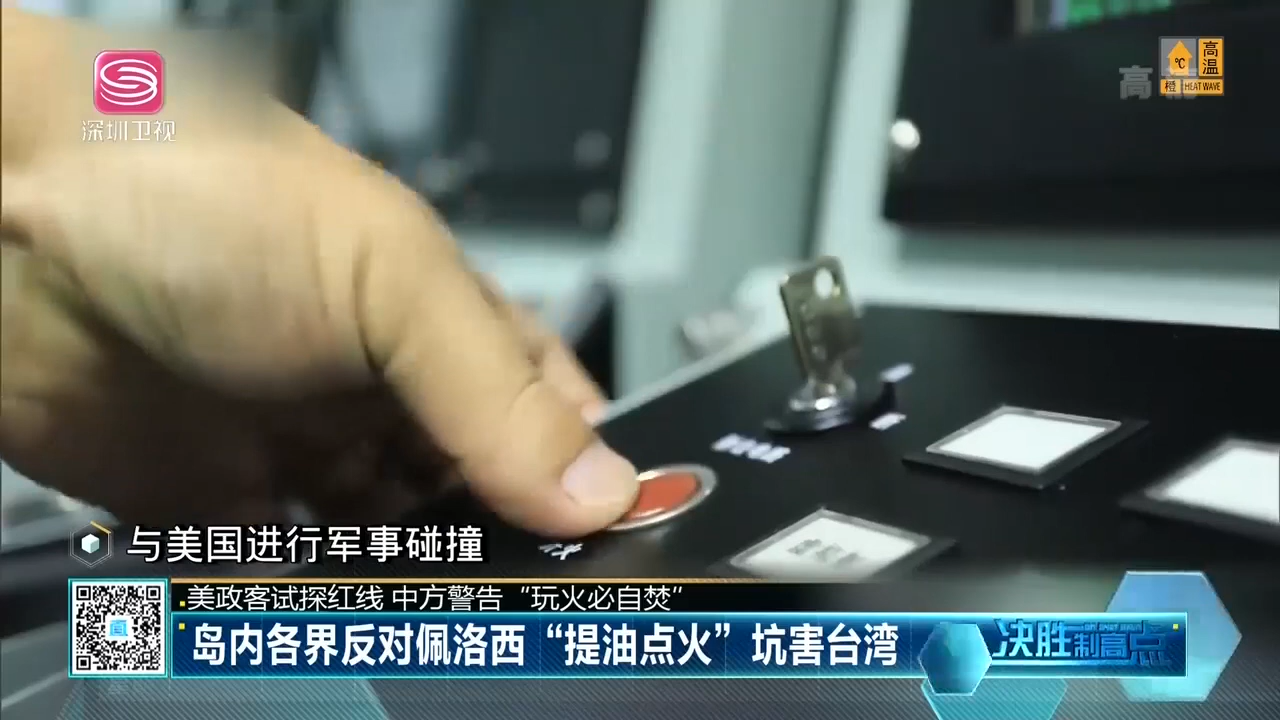 深圳卫视
高温
℃
橙 HEAT WAVE
与美国进行军事碰撞
美政客试探红线 中方警告“玩火必自焚”
岛内各界反对佩洛西“提油点火”坑害台湾
直
决胜制高点